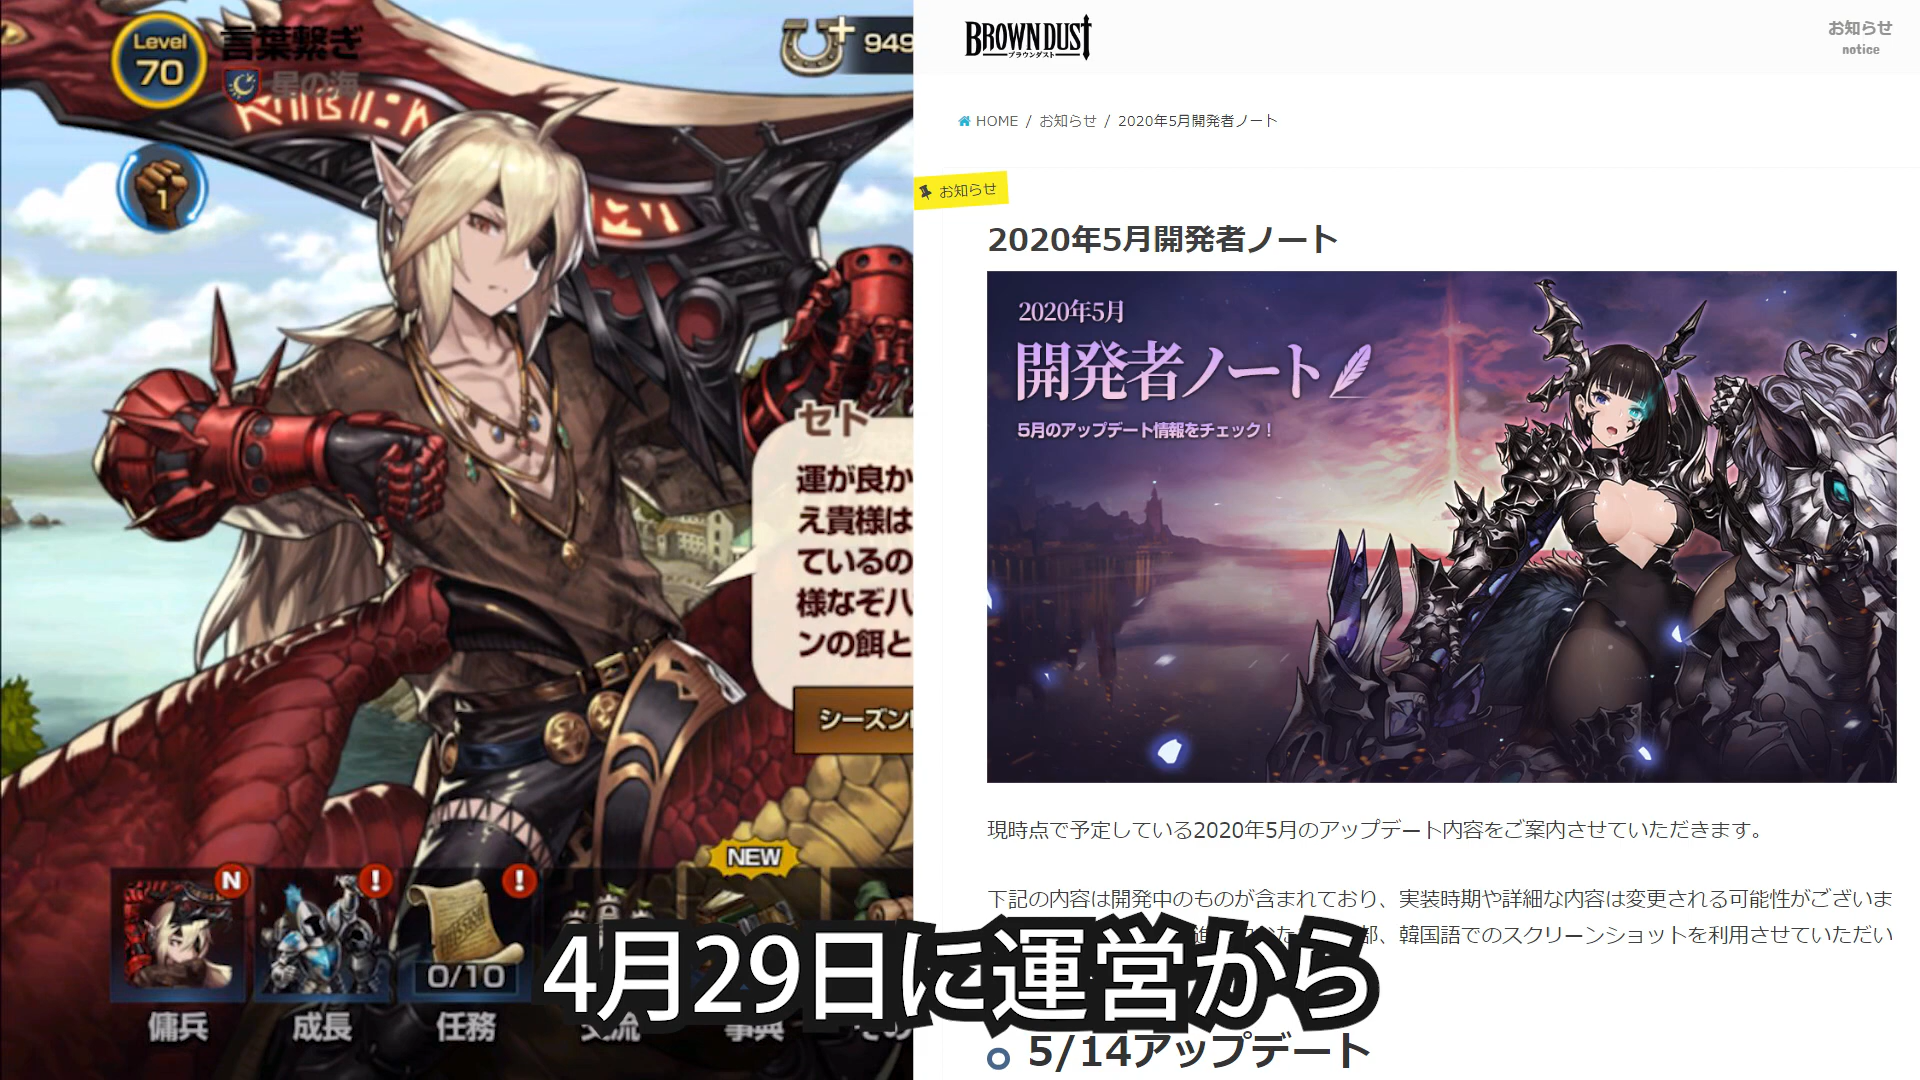 Level
70
言葉繋ぎ
星の海
949
1
セト
運が良か
え貴様は
ているの
様なぞハ
ンの餌と
シーズン
NEW
N
!
!
0/10
傭兵
成長
任務
交流
事典
その
BROWN DUST
ブラウンダスト
お知らせ
notice
HOME / お知らせ / 2020年5月開発者ノート
お知らせ
2020年5月開発者ノート
2020年5月
開発者ノート
5月のアップデート情報をチェック！
現時点で予定している2020年5月のアップデート内容をご案内させていただきます。
下記の内容は開発中のものが含まれており、実装時期や詳細な内容は変更される可能性がございま
部、韓国語でのスクリーンショットを利用させていただい
4月29日に運営から
5/14アップデート